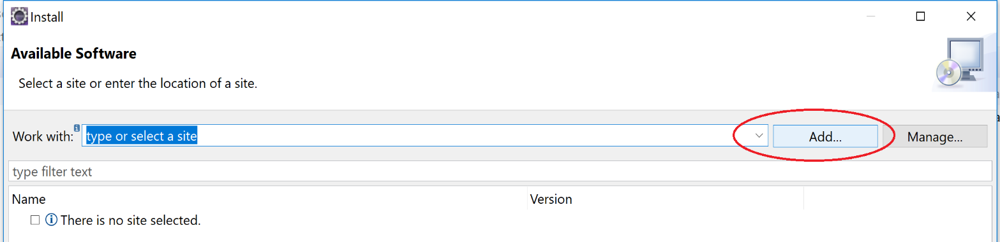 Install
Available Software
Select a site or enter the location of a site.
Work with: type or select a site Add... Manage...
type filter text
Name Version
There is no site selected.